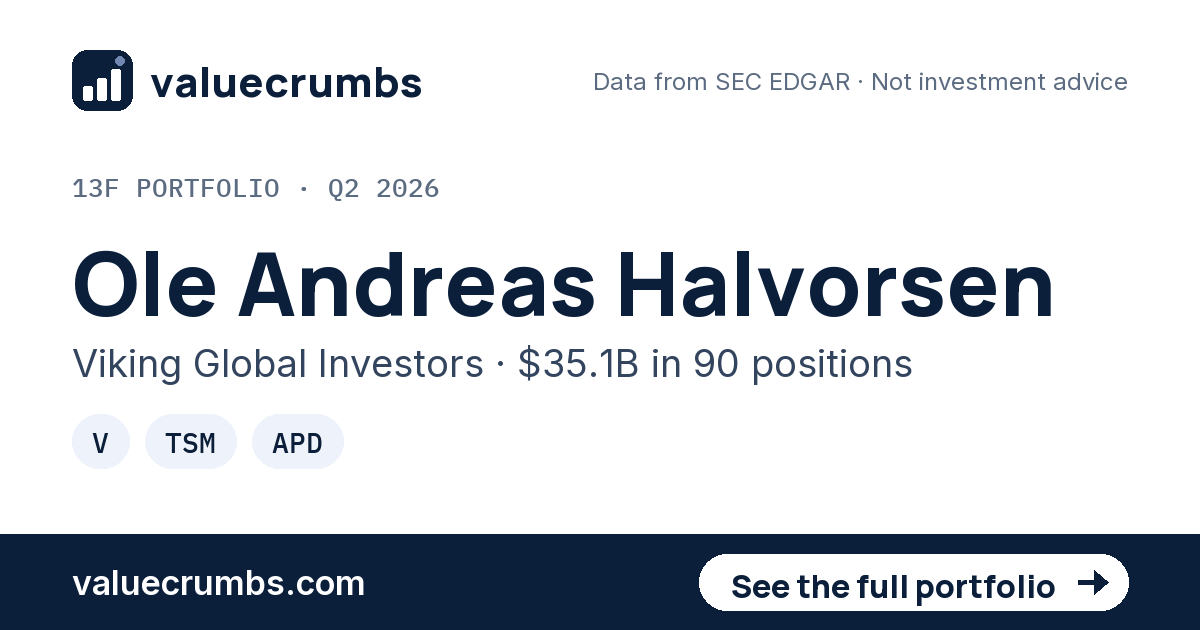 valuecrumbs
Data from SEC EDGAR · Not investment advice
13F PORTFOLIO · Q2 2026
Ole Andreas Halvorsen
Viking Global Investors · $35.1B in 90 positions
V TSM APD
valuecrumbs.com
See the full portfolio →